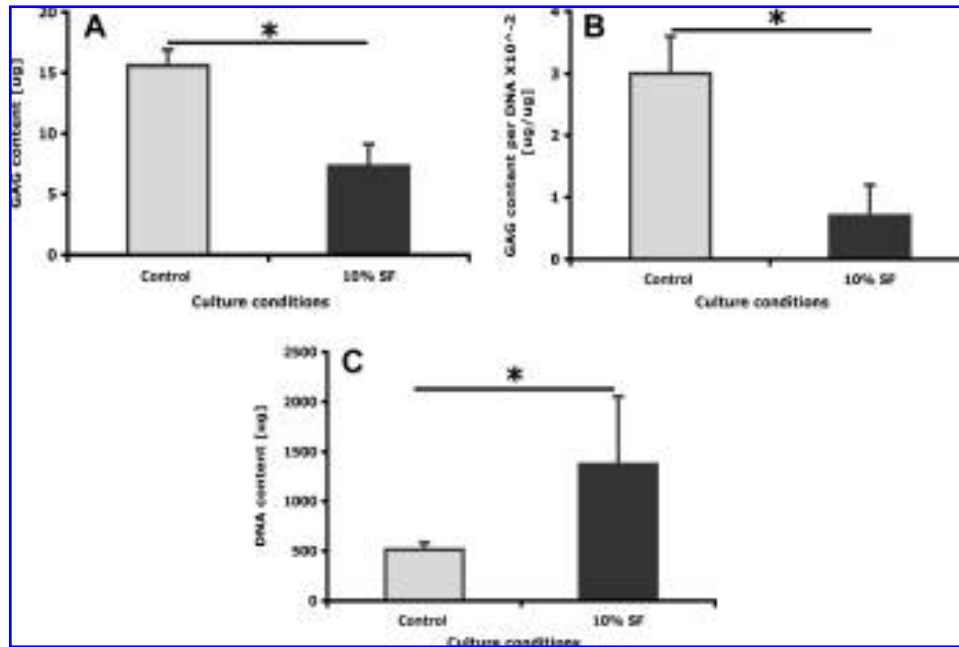 A
*
GAG content [ug]
20
15
10
5
0
Control 10% SF
Culture conditions
B
*
GAG content per DNA X10^-2
[ug/ug]
4
3
2
1
0
Control 10% SF
Culture conditions
C
*
DNA content [ug]
2500
2000
1500
1000
500
0
Control 10% SF
Culture conditions